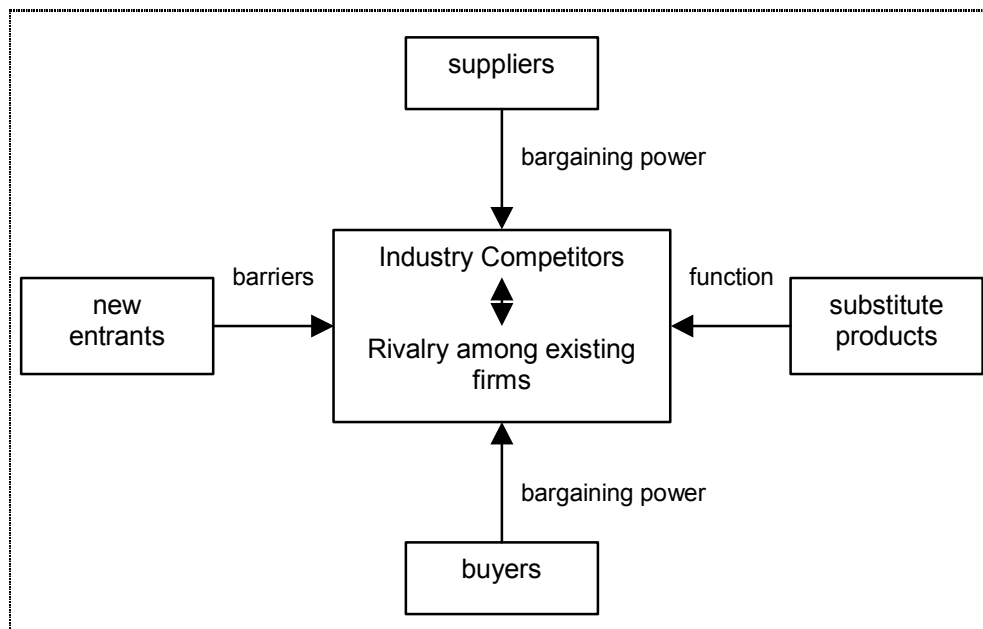 suppliers
bargaining power
Industry Competitors
barriers
function
new
entrants
Rivalry among existing
firms
substitute
products
bargaining power
buyers